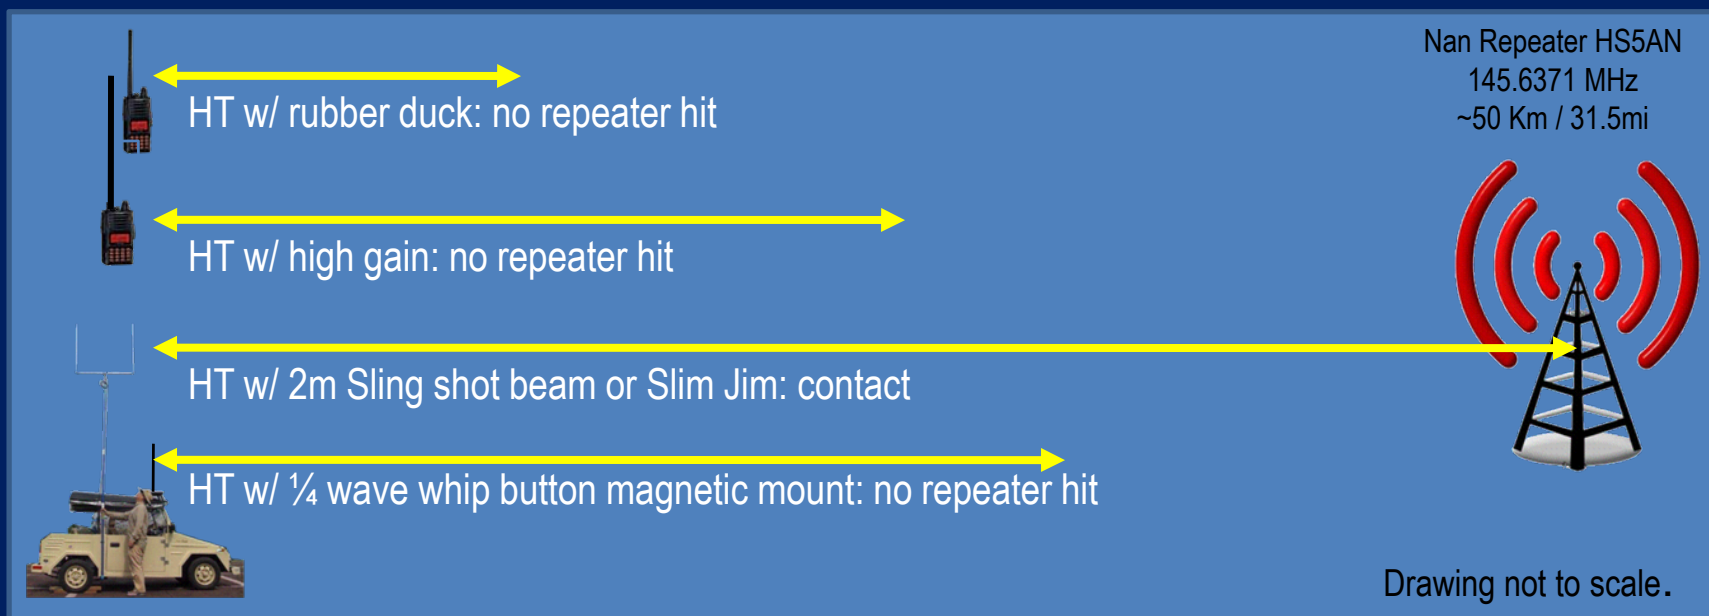 Nan Repeater HS5AN
145.6371 MHz
~50 Km / 31.5mi
HT w/ rubber duck: no repeater hit
HT w/ high gain: no repeater hit
HT w/ 2m Sling shot beam or Slim Jim: contact
HT w/ ¼ wave whip button magnetic mount: no repeater hit
Drawing not to scale.